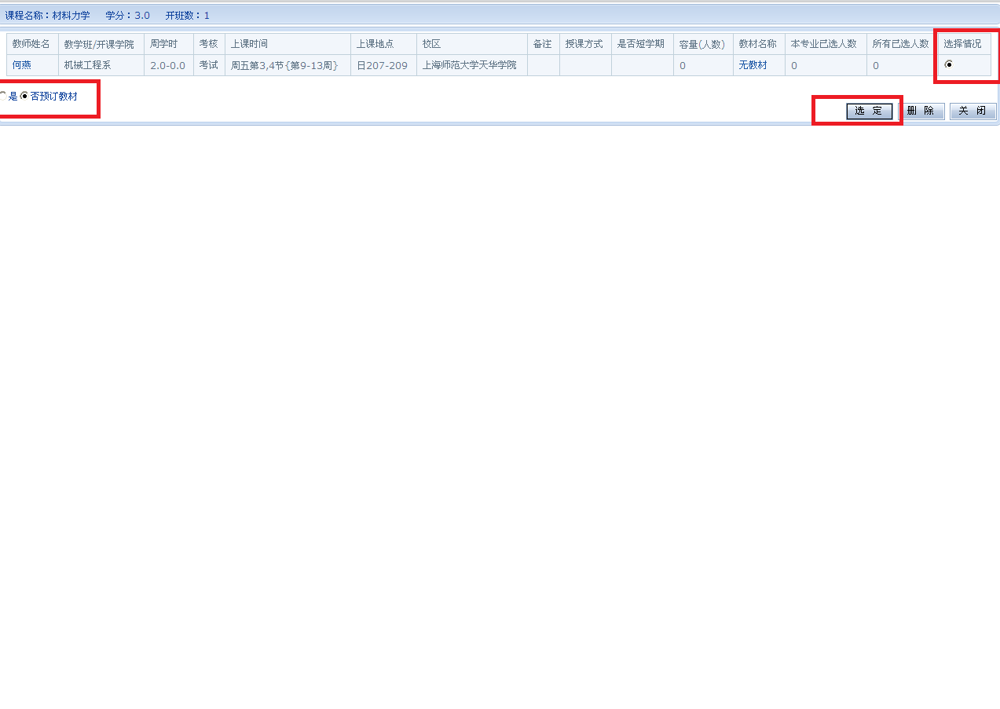 课程名称：材料力学 学分：3.0 开班数：1
教师姓名 教学班/开课学院 周学时 考核 上课时间 上课地点 校区 备注 授课方式 是否短学期 容量(人数) 教材名称 本专业已选人数 所有已选人数 选择情况
何燕 机械工程系 2.0-0.0 考试 周五第3,4节{第9-13周} 日207-209 上海师范大学天华学院 0 无教材 0 0
是 否预订教材
选 定 删 除 关 闭